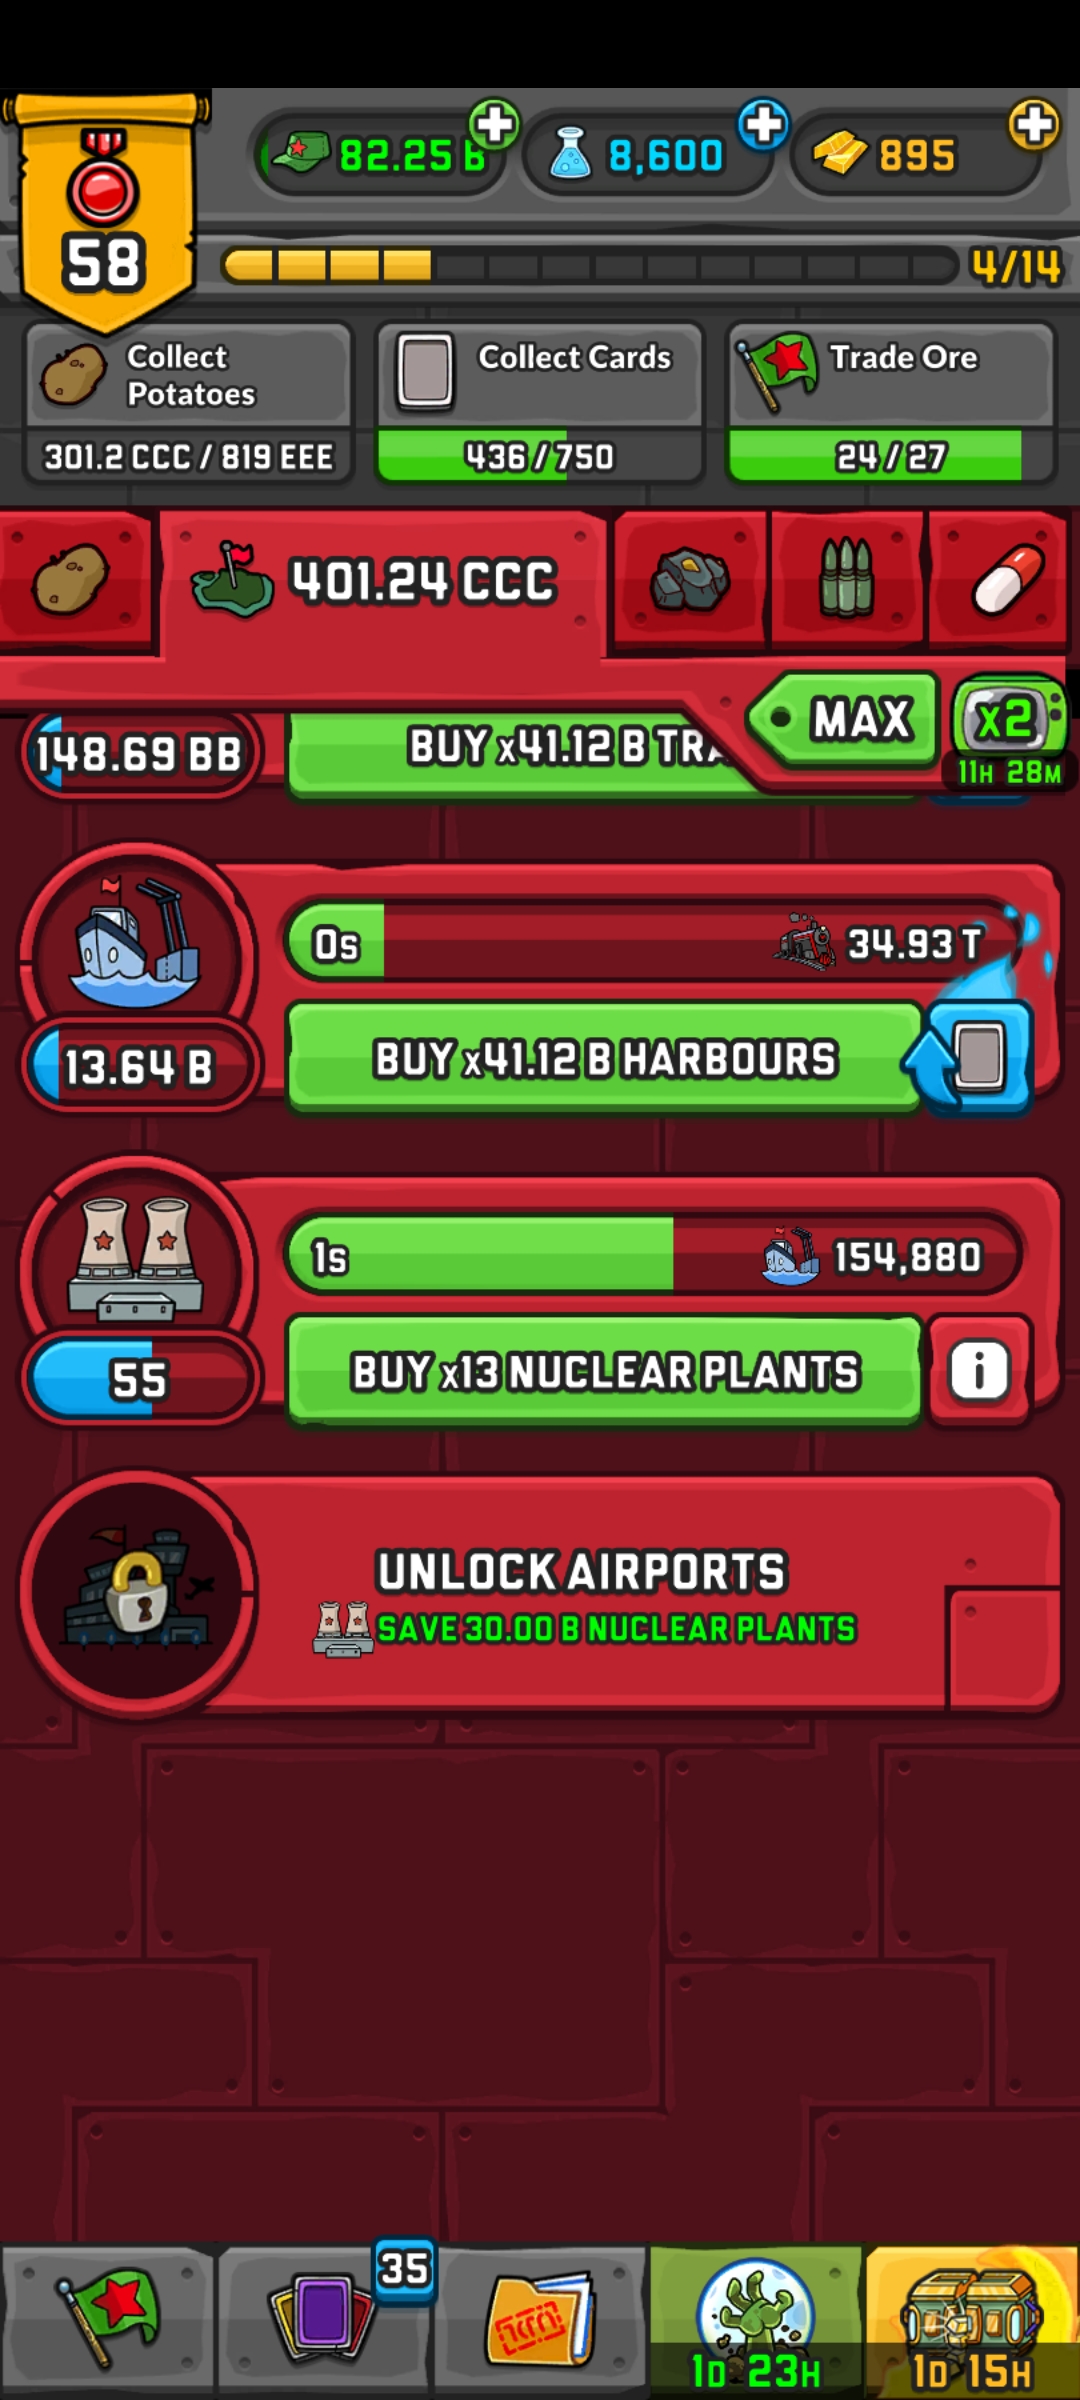 58
82.25 B
8,600
895
4/14
Collect
Potatoes
301.2 CCC / 819 EEE
Collect Cards
436 / 750
Trade Ore
24 / 27
401.24 CCC
MAX
x2
11H 28M
148.69 BB
BUY x41.12 B TRA
0s
34.93 T
13.64 B
BUY x41.12 B HARBOURS
1s
154,880
55
BUY x13 NUCLEAR PLANTS
i
UNLOCK AIRPORTS
SAVE 30.00 B NUCLEAR PLANTS
35
1D 23H
1D 15H